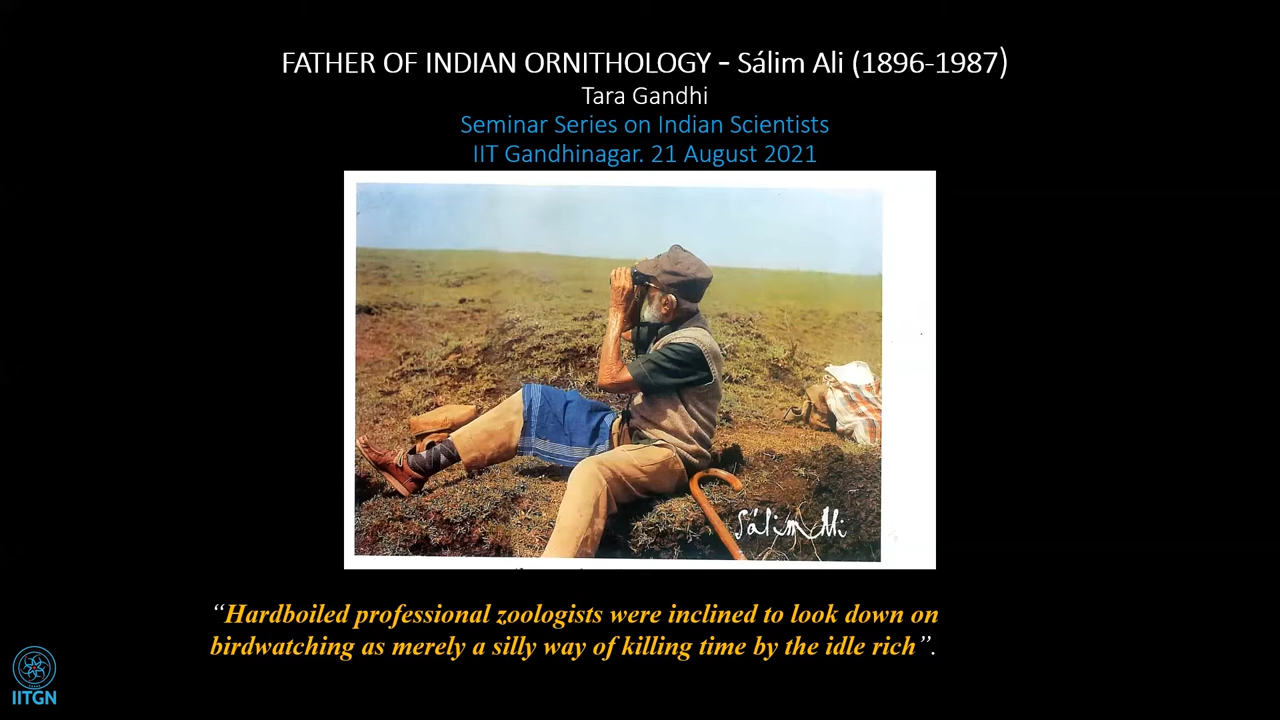 FATHER OF INDIAN ORNITHOLOGY – Sálim Ali (1896-1987)
Tara Gandhi
Seminar Series on Indian Scientists
IIT Gandhinagar. 21 August 2021
Sálim Ali
“Hardboiled professional zoologists were inclined to look down on
birdwatching as merely a silly way of killing time by the idle rich”.
IITGN